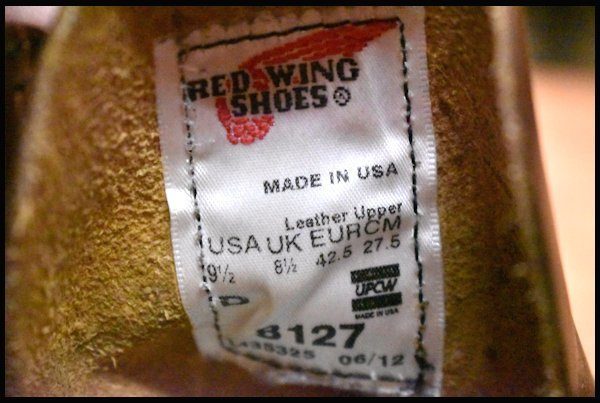 RED WING
SHOES ®
MADE IN USA
Leather Upper
USA UK EUR CM
9½ 8½ 42.5 27.5
D
UPCW
MADE IN USA
8127
06/12